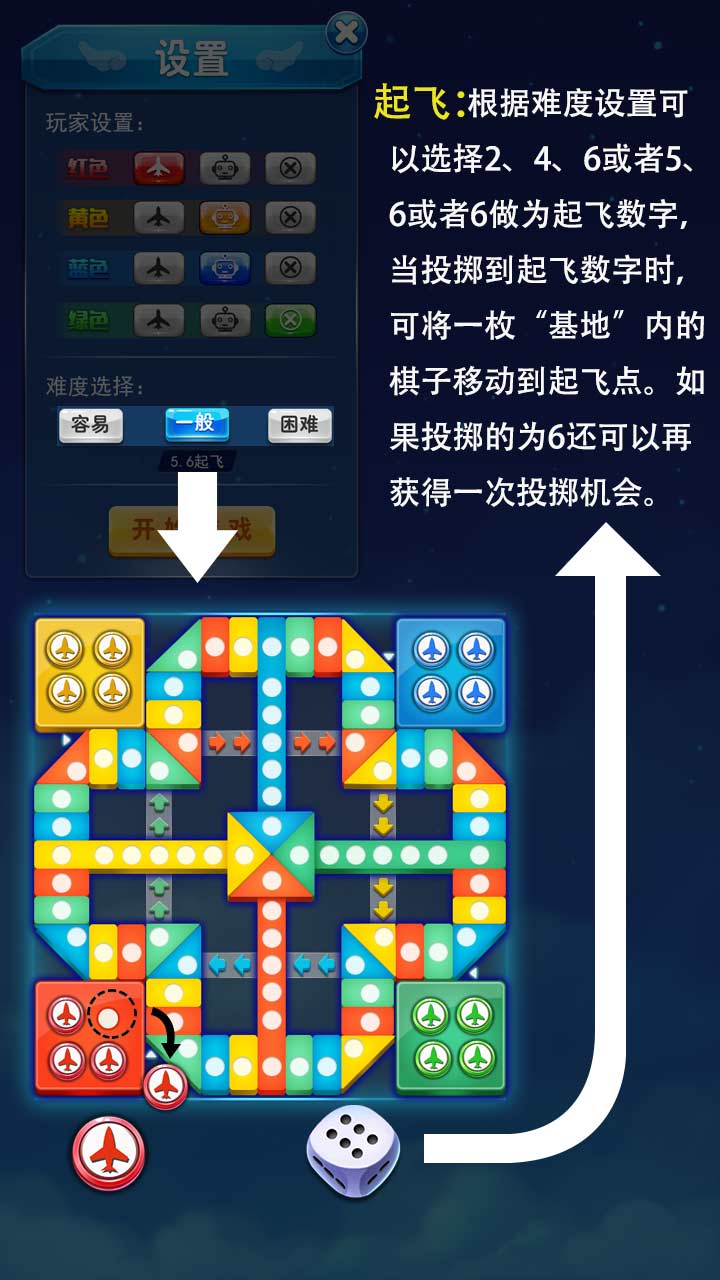 设置
玩家设置：
红色
黄色
蓝色
绿色
难度选择：
容易 一般 困难
5.6起飞
开始游戏
起飞：根据难度设置可
以选择2、4、6或者5、
6或者6做为起飞数字，
当投掷到起飞数字时，
可将一枚“基地”内的
棋子移动到起飞点。如
果投掷的为6还可以再
获得一次投掷机会。